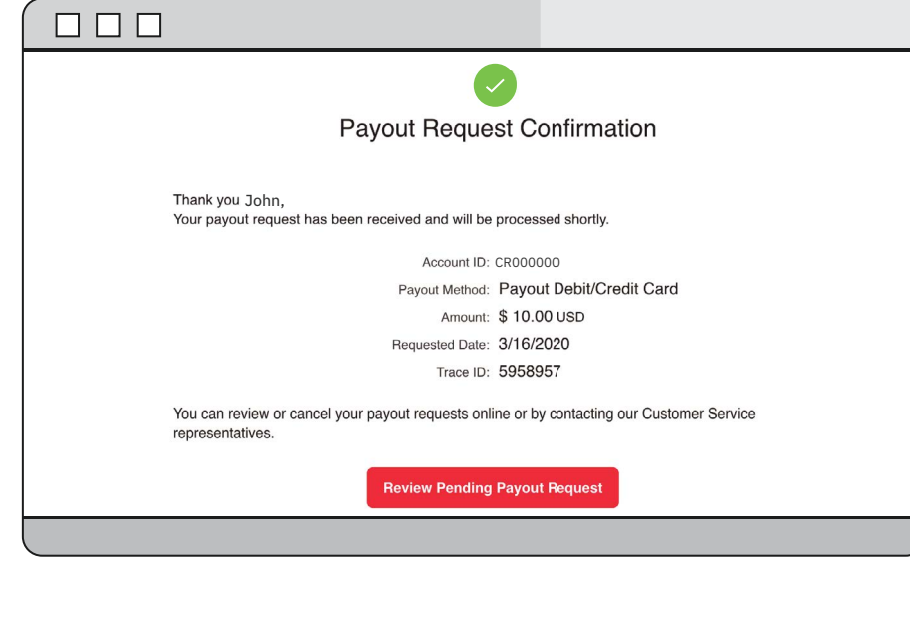 Payout Request Confirmation
Thank you John,
Your payout request has been received and will be processed shortly.
Account ID: CR000000
Payout Method: Payout Debit/Credit Card
Amount: $ 10.00 USD
Requested Date: 3/16/2020
Trace ID: 5958957
You can review or cancel your payout requests online or by contacting our Customer Service
representatives.
Review Pending Payout Request